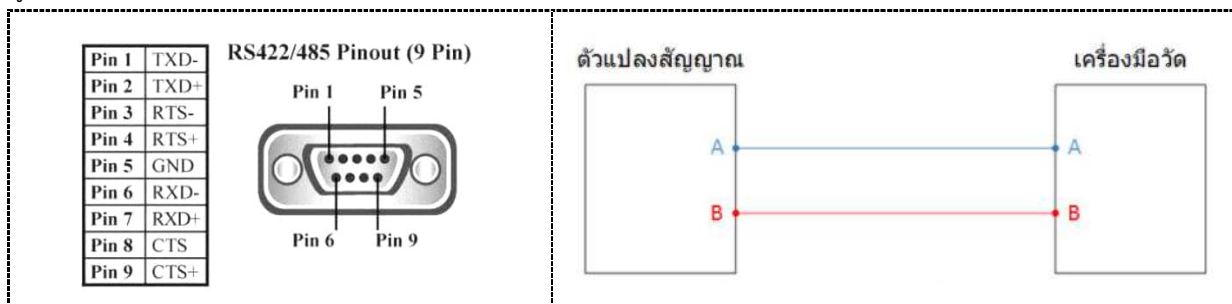 RS422/485 Pinout (9 Pin)
Pin 1 TXD-
Pin 2 TXD+
Pin 3 RTS-
Pin 4 RTS+
Pin 5 GND
Pin 6 RXD-
Pin 7 RXD+
Pin 8 CTS
Pin 9 CTS+
Pin 1 Pin 5
Pin 6 Pin 9
ตัวแปลงสัญญาณ เครื่องมือวัด
A A
B B